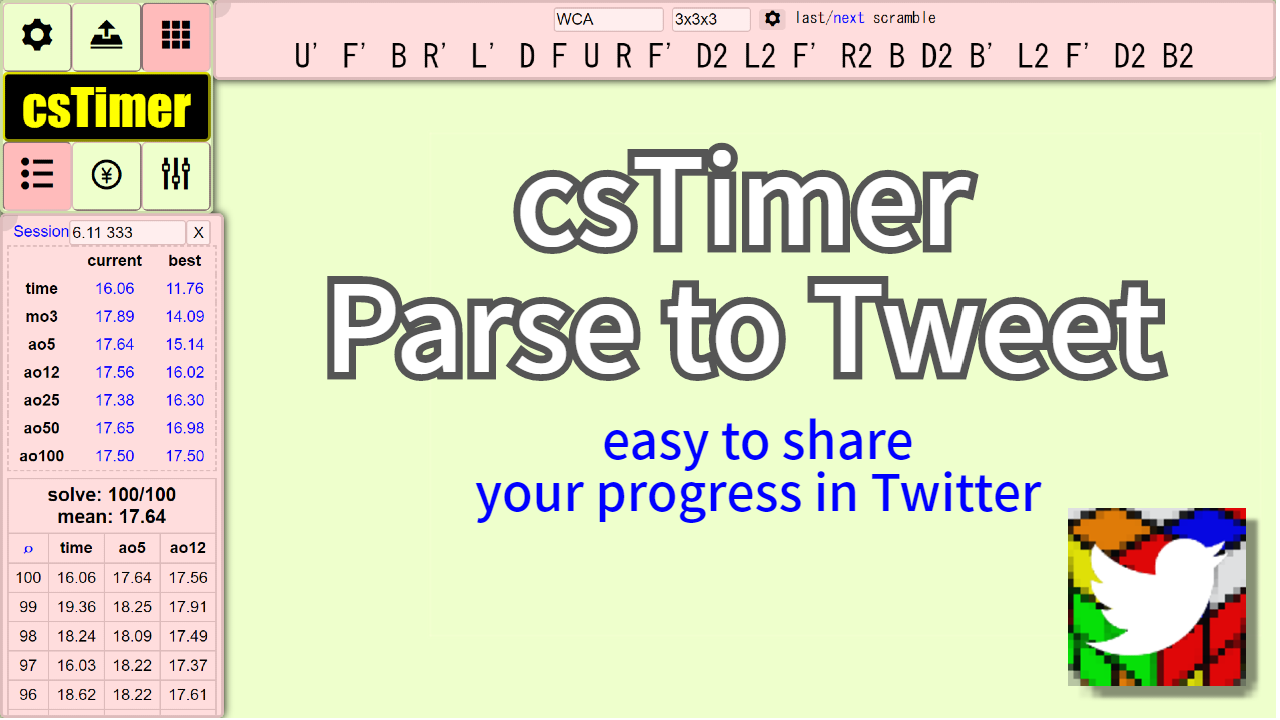 WCA 3x3x3 last/next scramble
U' F' B R' L' D F U R F' D2 L2 F' R2 B D2 B' L2 F' D2 B2
csTimer
¥
Session 6.11 333 X
current best
time 16.06 11.76
mo3 17.89 14.09
ao5 17.64 15.14
ao12 17.56 16.02
ao25 17.38 16.30
ao50 17.65 16.98
ao100 17.50 17.50
solve: 100/100
mean: 17.64
time ao5 ao12
100 16.06 17.64 17.56
99 19.36 18.25 17.91
98 18.24 18.09 17.49
97 16.03 18.22 17.37
96 18.62 18.22 17.61
csTimer
Parse to Tweet
easy to share
your progress in Twitter